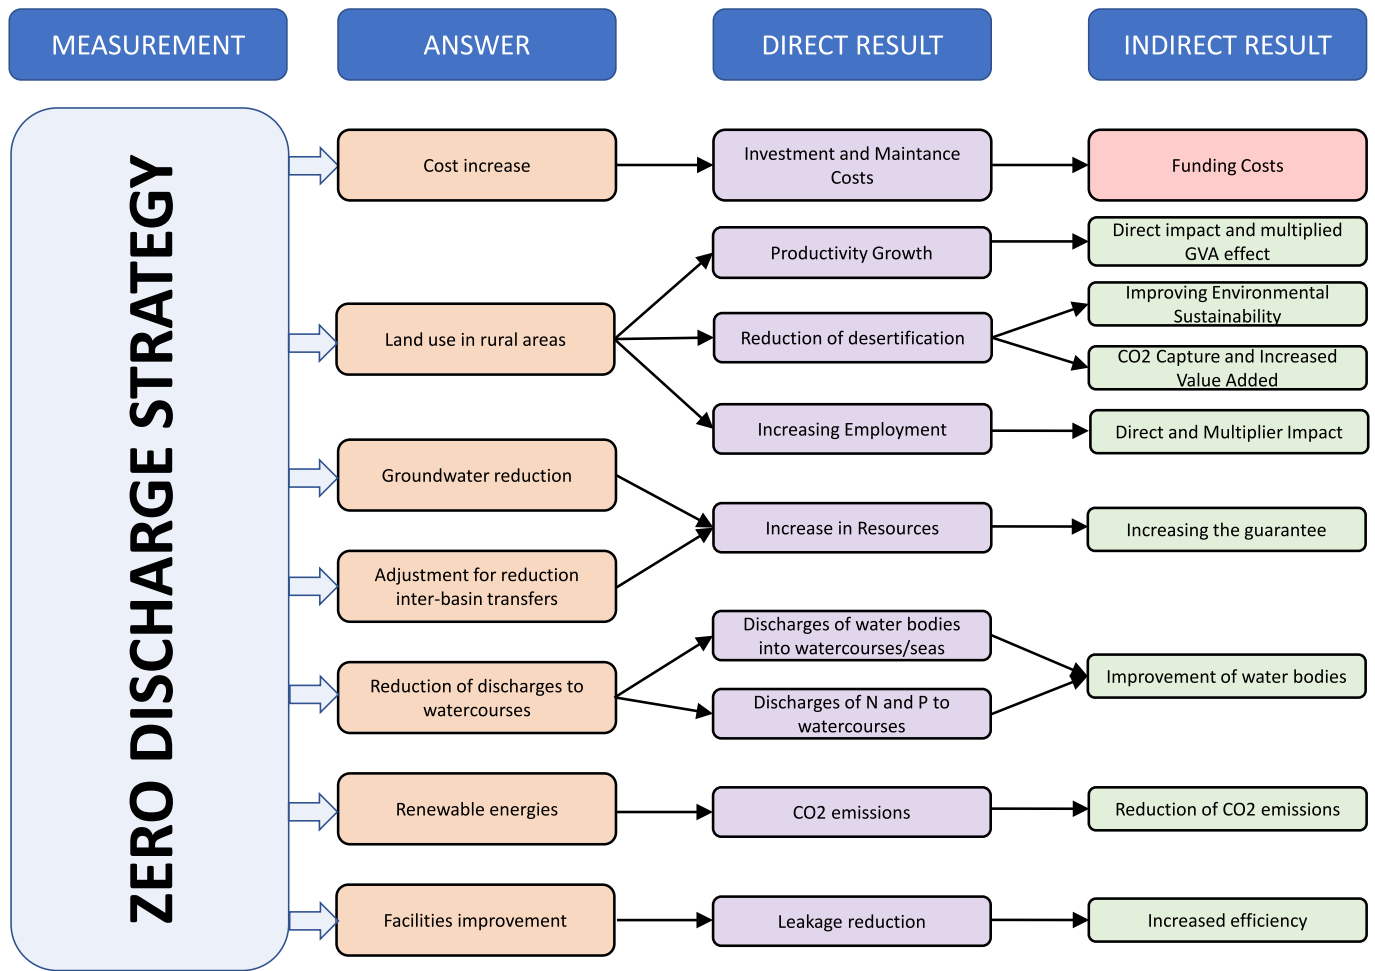 MEASUREMENT
ANSWER
DIRECT RESULT
INDIRECT RESULT
ZERO DISCHARGE STRATEGY
Cost increase
Investment and Maintance
Costs
Funding Costs
Land use in rural areas
Productivity Growth
Direct impact and multiplied
GVA effect
Reduction of desertification
Improving Environmental
Sustainability
CO2 Capture and Increased
Value Added
Increasing Employment
Direct and Multiplier Impact
Groundwater reduction
Adjustment for reduction
inter-basin transfers
Increase in Resources
Increasing the guarantee
Reduction of discharges to
watercourses
Discharges of water bodies
into watercourses/seas
Discharges of N and P to
watercourses
Improvement of water bodies
Renewable energies
CO2 emissions
Reduction of CO2 emissions
Facilities improvement
Leakage reduction
Increased efficiency